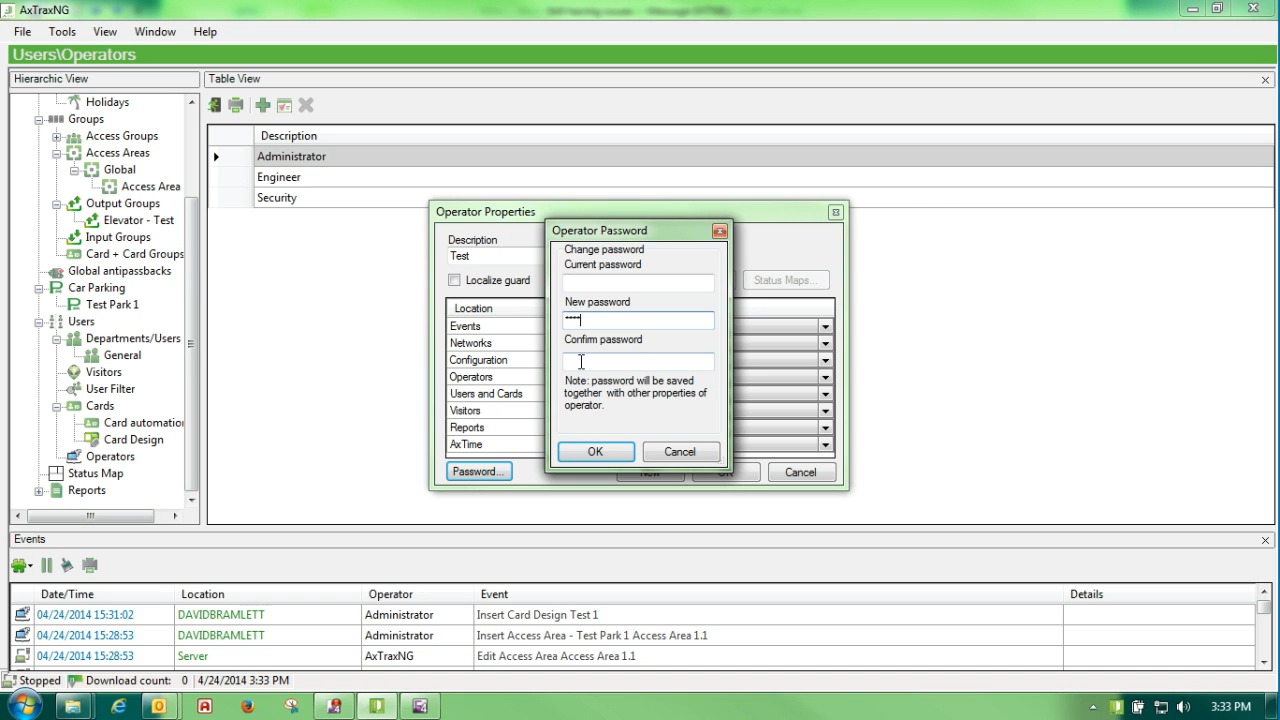 AxTraxNG
File Tools View Window Help
Users\Operators
Hierarchic View
Table View
Holidays
Groups
Access Groups
Access Areas
Global
Access Area
Output Groups
Elevator - Test
Input Groups
Card + Card Groups
Global antipassbacks
Car Parking
Test Park 1
Users
Departments/Users
General
Visitors
User Filter
Cards
Card automation
Card Design
Operators
Status Map
Reports
Description
Administrator
Engineer
Security
Operator Properties
Description
Test
Localize guard
Status Maps...
Location
Events
Networks
Configuration
Operators
Users and Cards
Visitors
Reports
AxTime
Password...
New
OK
Cancel
Operator Password
Change password
Current password
New password
****
Confirm password
Note: password will be saved
together with other properties of
operator.
OK
Cancel
Events
Date/Time Location Operator Event Details
04/24/2014 15:31:02 DAVIDBRAMLETT Administrator Insert Card Design Test 1
04/24/2014 15:28:53 DAVIDBRAMLETT Administrator Insert Access Area - Test Park 1 Access Area 1.1
04/24/2014 15:28:53 Server AxTraxNG Edit Access Area Access Area 1.1
Stopped Download count: 0 4/24/2014 3:33 PM
3:33 PM